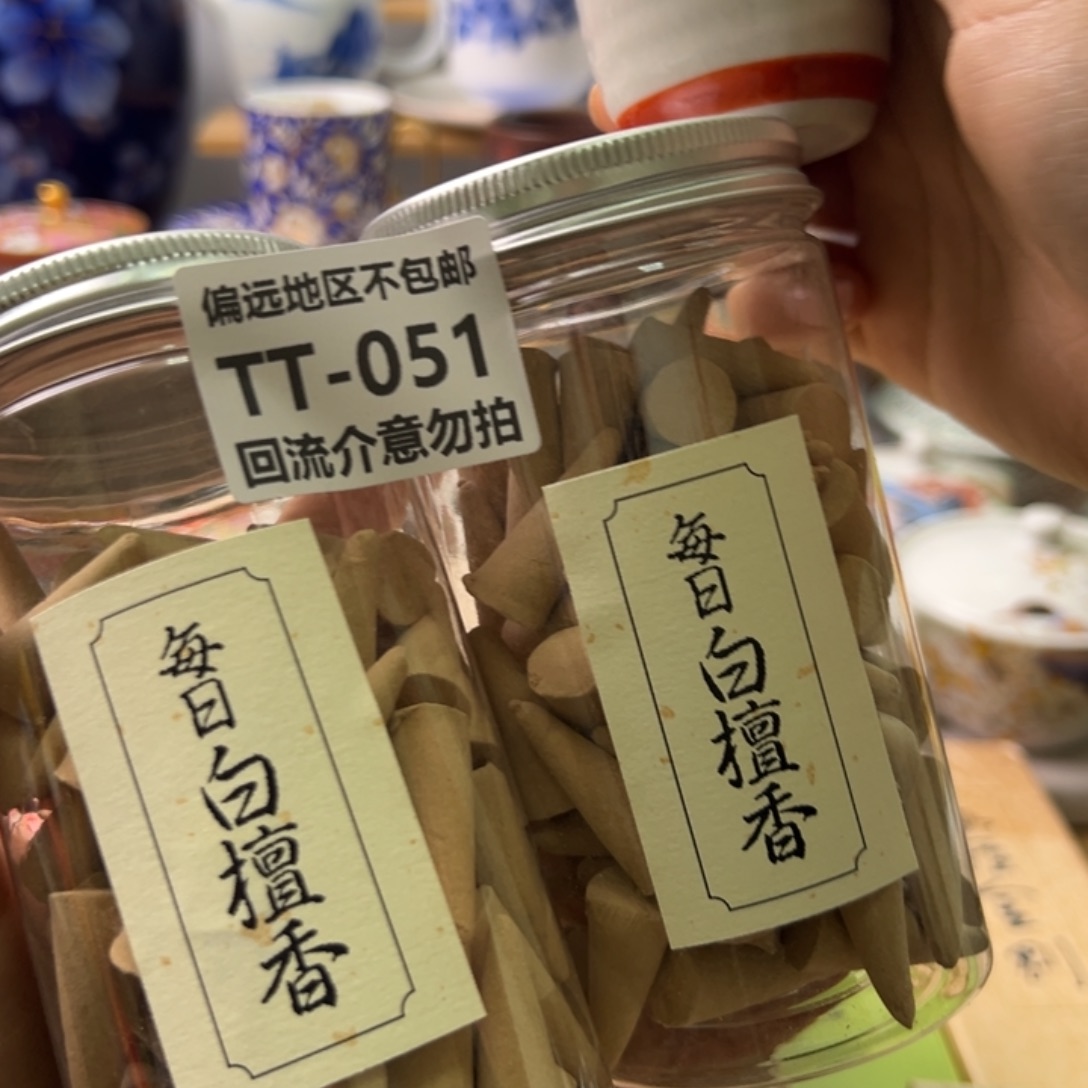 偏远地区不包邮
TT-051
回流介意勿拍
每日白檀香
每日白檀香